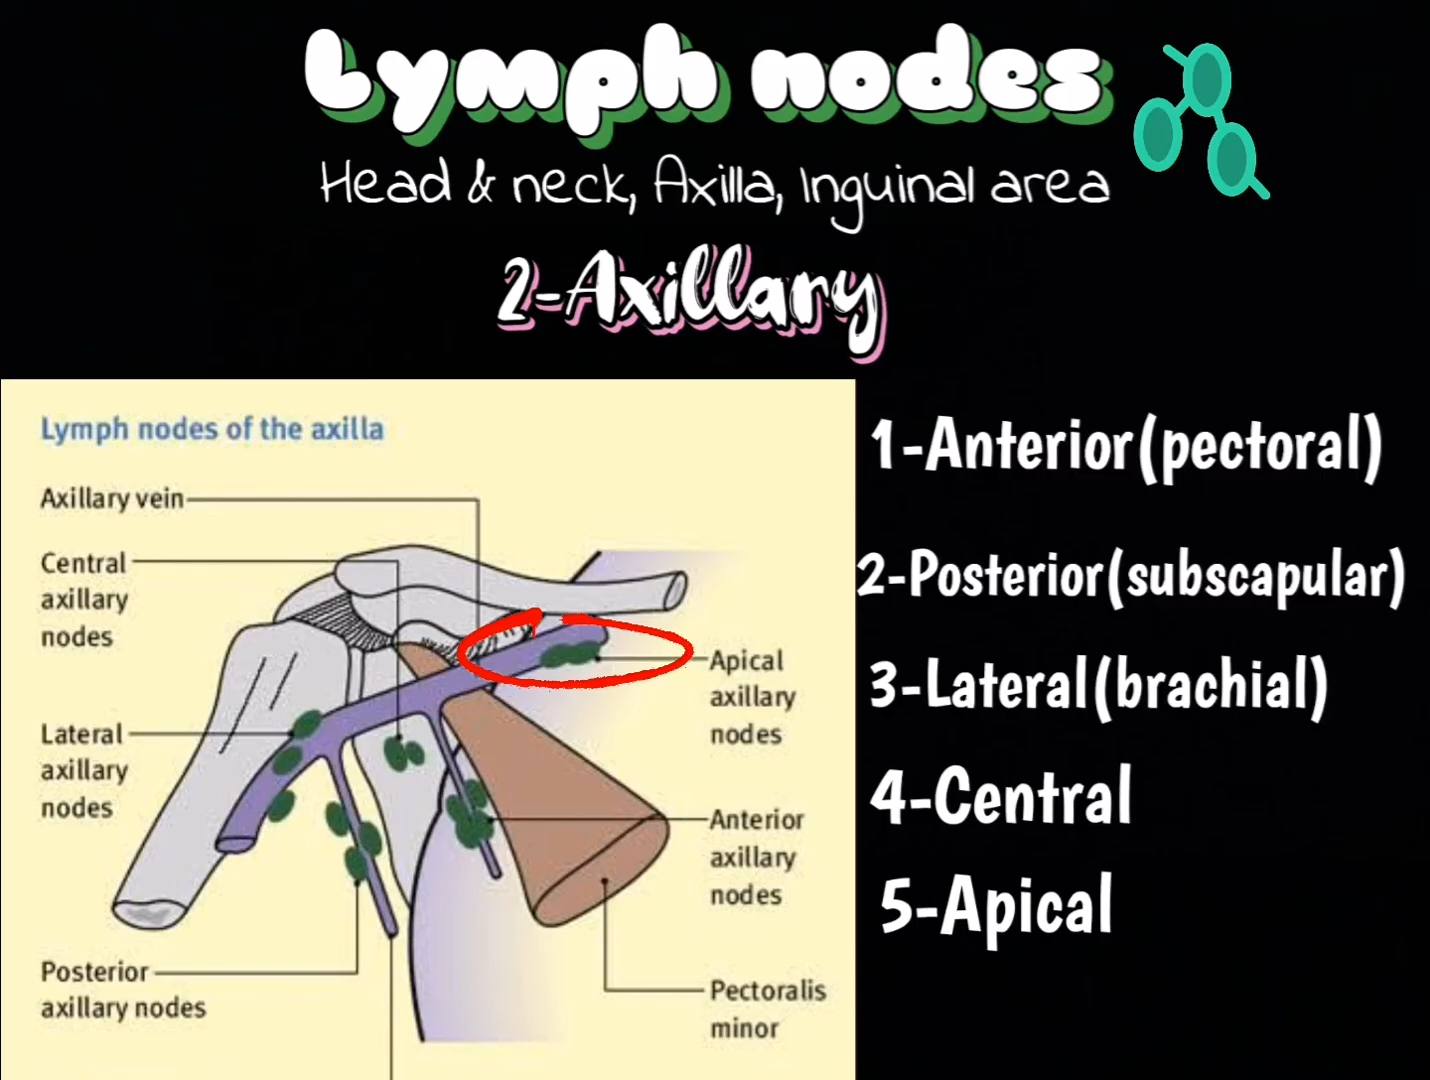 Lymph nodes
Head & neck, Axilla, Inguinal area
2-Axillary
Lymph nodes of the axilla
Axillary vein
Central
axillary
nodes
Lateral
axillary
nodes
Posterior
axillary nodes
Apical
axillary
nodes
Anterior
axillary
nodes
Pectoralis
minor
1-Anterior(pectoral)
2-Posterior(subscapular)
3-Lateral(brachial)
4-Central
5-Apical